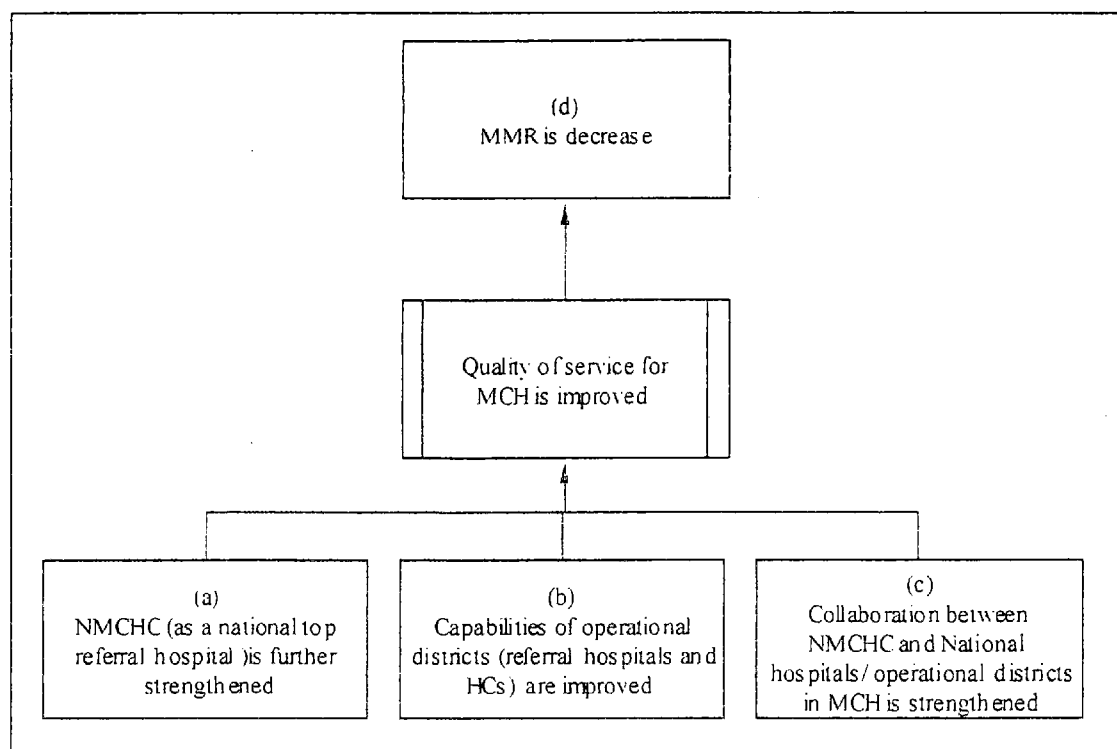 (d)
MMR is decrease
Quality of service for
MCH is improved
(a)
NMCHC (as a national top
referral hospital )is further
strengthened
(b)
Capabilities of operational
districts (referral hospitals and
HCs) are improved
(c)
Collaboration between
NMCHC and National
hospitals/ operational districts
in MCH is strengthened